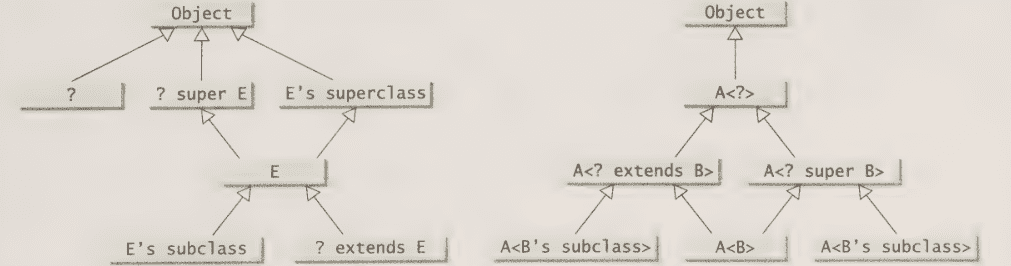 Object
Object
?
? super E
E's superclass
A<?>
E
A<? extends B>
A<? super B>
E's subclass
? extends E
A<B's subclass>
A<B>
A<B's subclass>